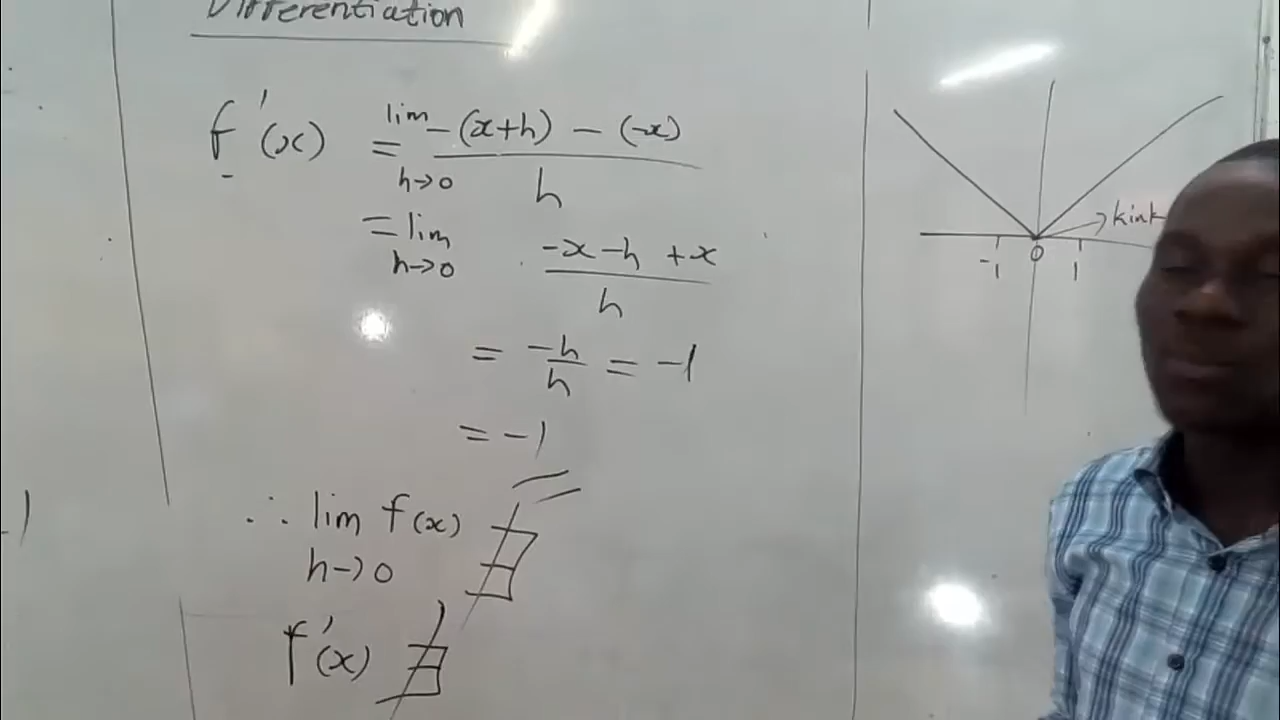 Differentiation
f'(x) = lim h→0 (-(x+h) - (-x))/h
= lim h→0 (-x-h+x)/h
= -h/h = -1
= -1
∴ lim h→0 f(x) ∄
f'(x) ∄
kink
-1 0 1